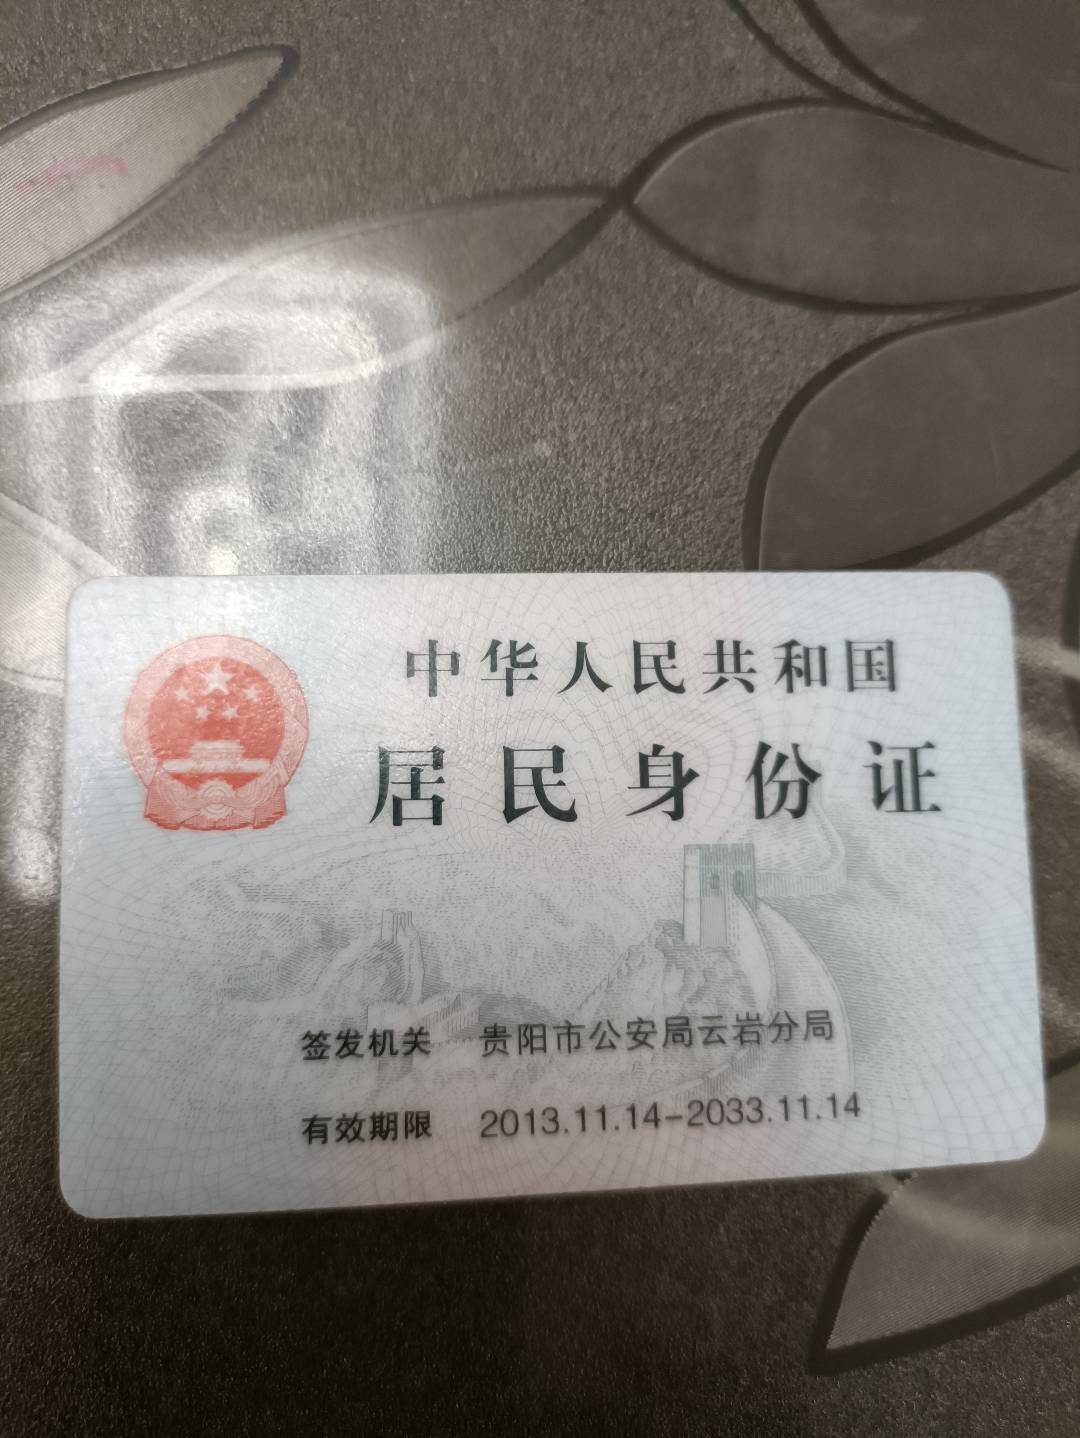 中华人民共和国
居民身份证
签发机关 贵阳市公安局云岩分局
有效期限 2013.11.14-2033.11.14